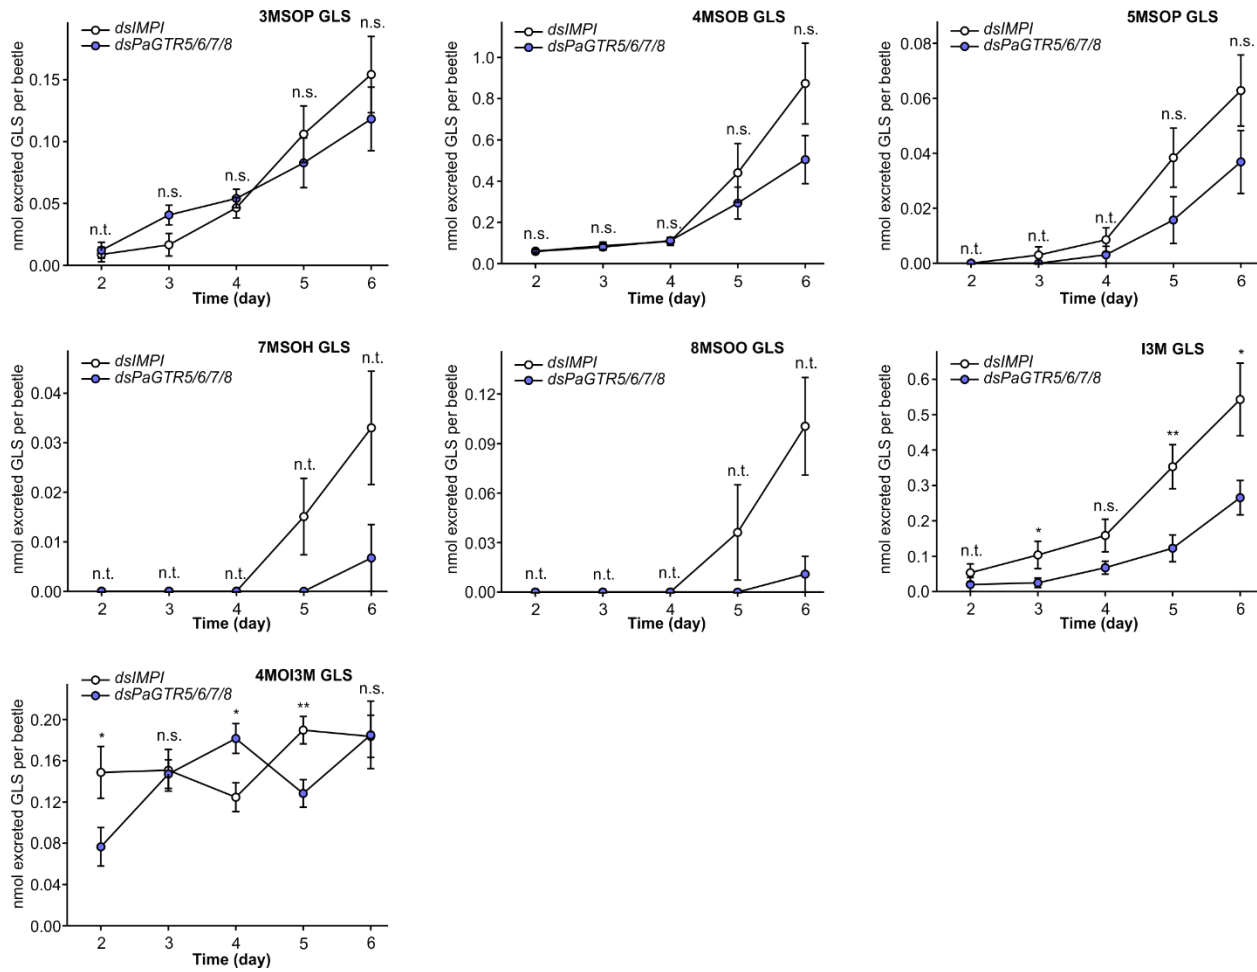 3MSOP GLS
dsIMPI
dsPaGTR5/6/7/8
nmol excreted GLS per beetle
0.15
0.10
0.05
0.00
n.t.
n.s.
n.s.
n.s.
n.s.
2 3 4 5 6
Time (day)
4MSOB GLS
dsIMPI
dsPaGTR5/6/7/8
nmol excreted GLS per beetle
1.0
0.8
0.6
0.4
0.2
0.0
n.s.
n.s.
n.s.
n.s.
n.s.
2 3 4 5 6
Time (day)
5MSOP GLS
dsIMPI
dsPaGTR5/6/7/8
nmol excreted GLS per beetle
0.08
0.06
0.04
0.02
0.00
n.t.
n.t.
n.t.
n.s.
n.s.
2 3 4 5 6
Time (day)
7MSOH GLS
dsIMPI
dsPaGTR5/6/7/8
nmol excreted GLS per beetle
0.04
0.03
0.02
0.01
0.00
n.t.
n.t.
n.t.
n.t.
n.t.
2 3 4 5 6
Time (day)
8MSOO GLS
dsIMPI
dsPaGTR5/6/7/8
nmol excreted GLS per beetle
0.12
0.09
0.06
0.03
0.00
n.t.
n.t.
n.t.
n.t.
n.t.
2 3 4 5 6
Time (day)
I3M GLS
dsIMPI
dsPaGTR5/6/7/8
nmol excreted GLS per beetle
0.6
0.5
0.4
0.3
0.2
0.1
0.0
n.t.
*
n.s.
**
*
2 3 4 5 6
Time (day)
4MOI3M GLS
dsIMPI
dsPaGTR5/6/7/8
nmol excreted GLS per beetle
0.20
0.16
0.12
0.08
0.04
0.00
*
n.s.
*
**
n.s.
2 3 4 5 6
Time (day)